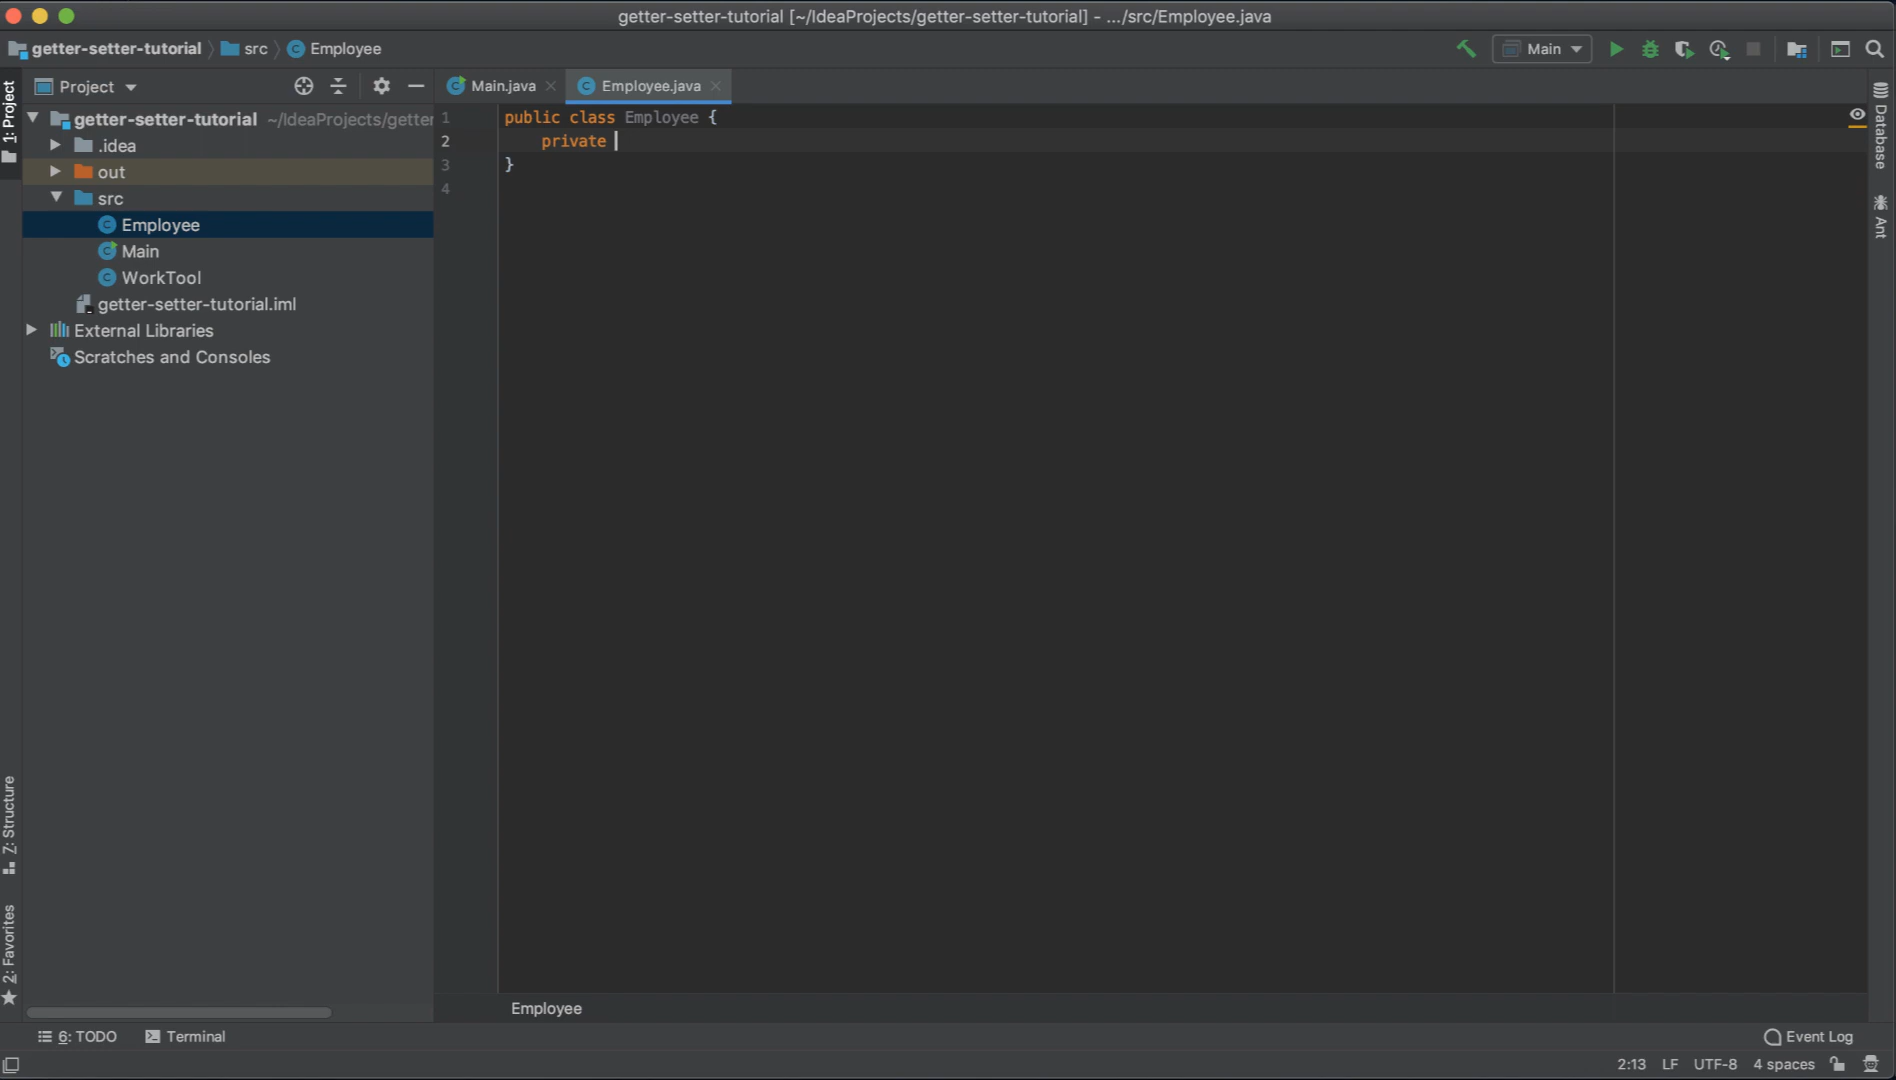 getter-setter-tutorial [~/IdeaProjects/getter-setter-tutorial] - .../src/Employee.java
getter-setter-tutorial src Employee
Main
Project
Main.java
Employee.java
1: Project
getter-setter-tutorial ~/IdeaProjects/getter
.idea
out
src
Employee
Main
WorkTool
getter-setter-tutorial.iml
External Libraries
Scratches and Consoles
1 public class Employee {
2 private
3 }
4
Database
Ant
Z: Structure
2: Favorites
Employee
6: TODO
Terminal
Event Log
2:13 LF UTF-8 4 spaces